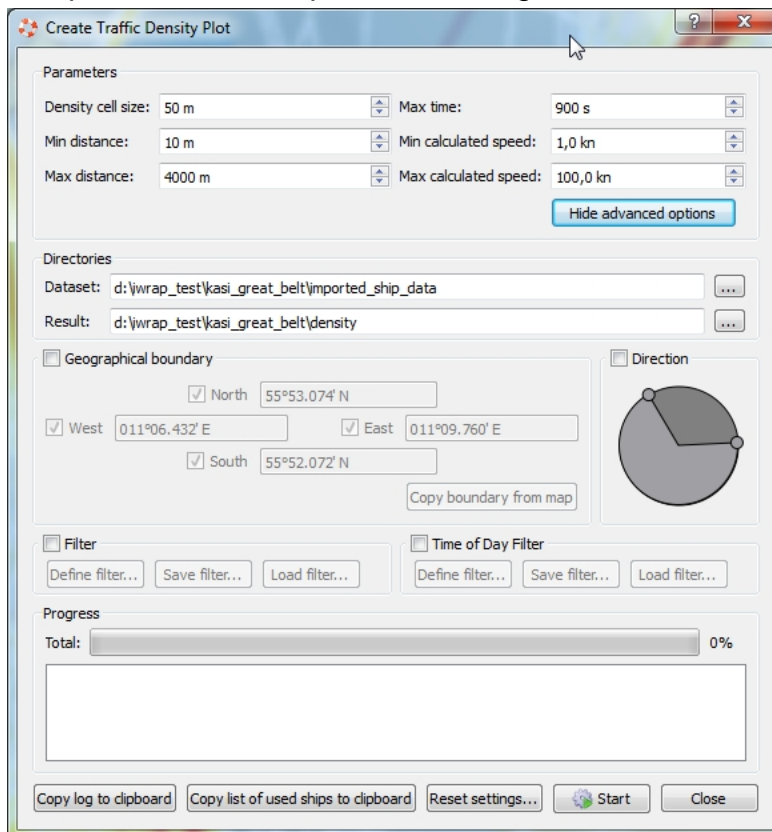 Create Traffic Density Plot
Parameters
Density cell size: 50 m Max time: 900 s
Min distance: 10 m Min calculated speed: 1,0 kn
Max distance: 4000 m Max calculated speed: 100,0 kn
Hide advanced options
Directories
Dataset: d:\iwrap_test\kasi_great_belt\imported_ship_data ...
Result: d:\iwrap_test\kasi_great_belt\density ...
Geographical boundary Direction
North 55°53.074' N
West 011°06.432' E East 011°09.760' E
South 55°52.072' N
Copy boundary from map
Filter Time of Day Filter
Define filter... Save filter... Load filter... Define filter... Save filter... Load filter...
Progress
Total: 0%
Copy log to clipboard Copy list of used ships to clipboard Reset settings... Start Close